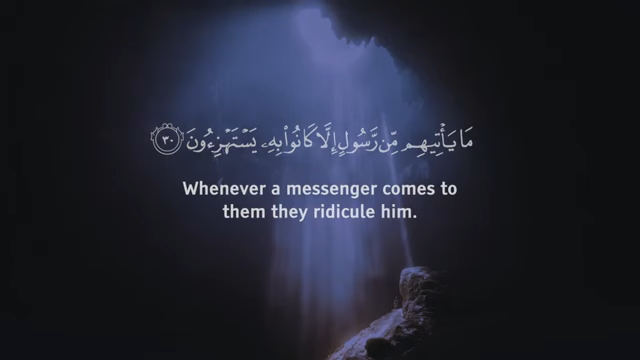 مَا يَأْتِيهِم مِّن رَّسُولٍ إِلَّا كَانُوا۟ بِهِۦ يَسْتَهْزِءُونَ ٣٠
Whenever a messenger comes to
them they ridicule him.